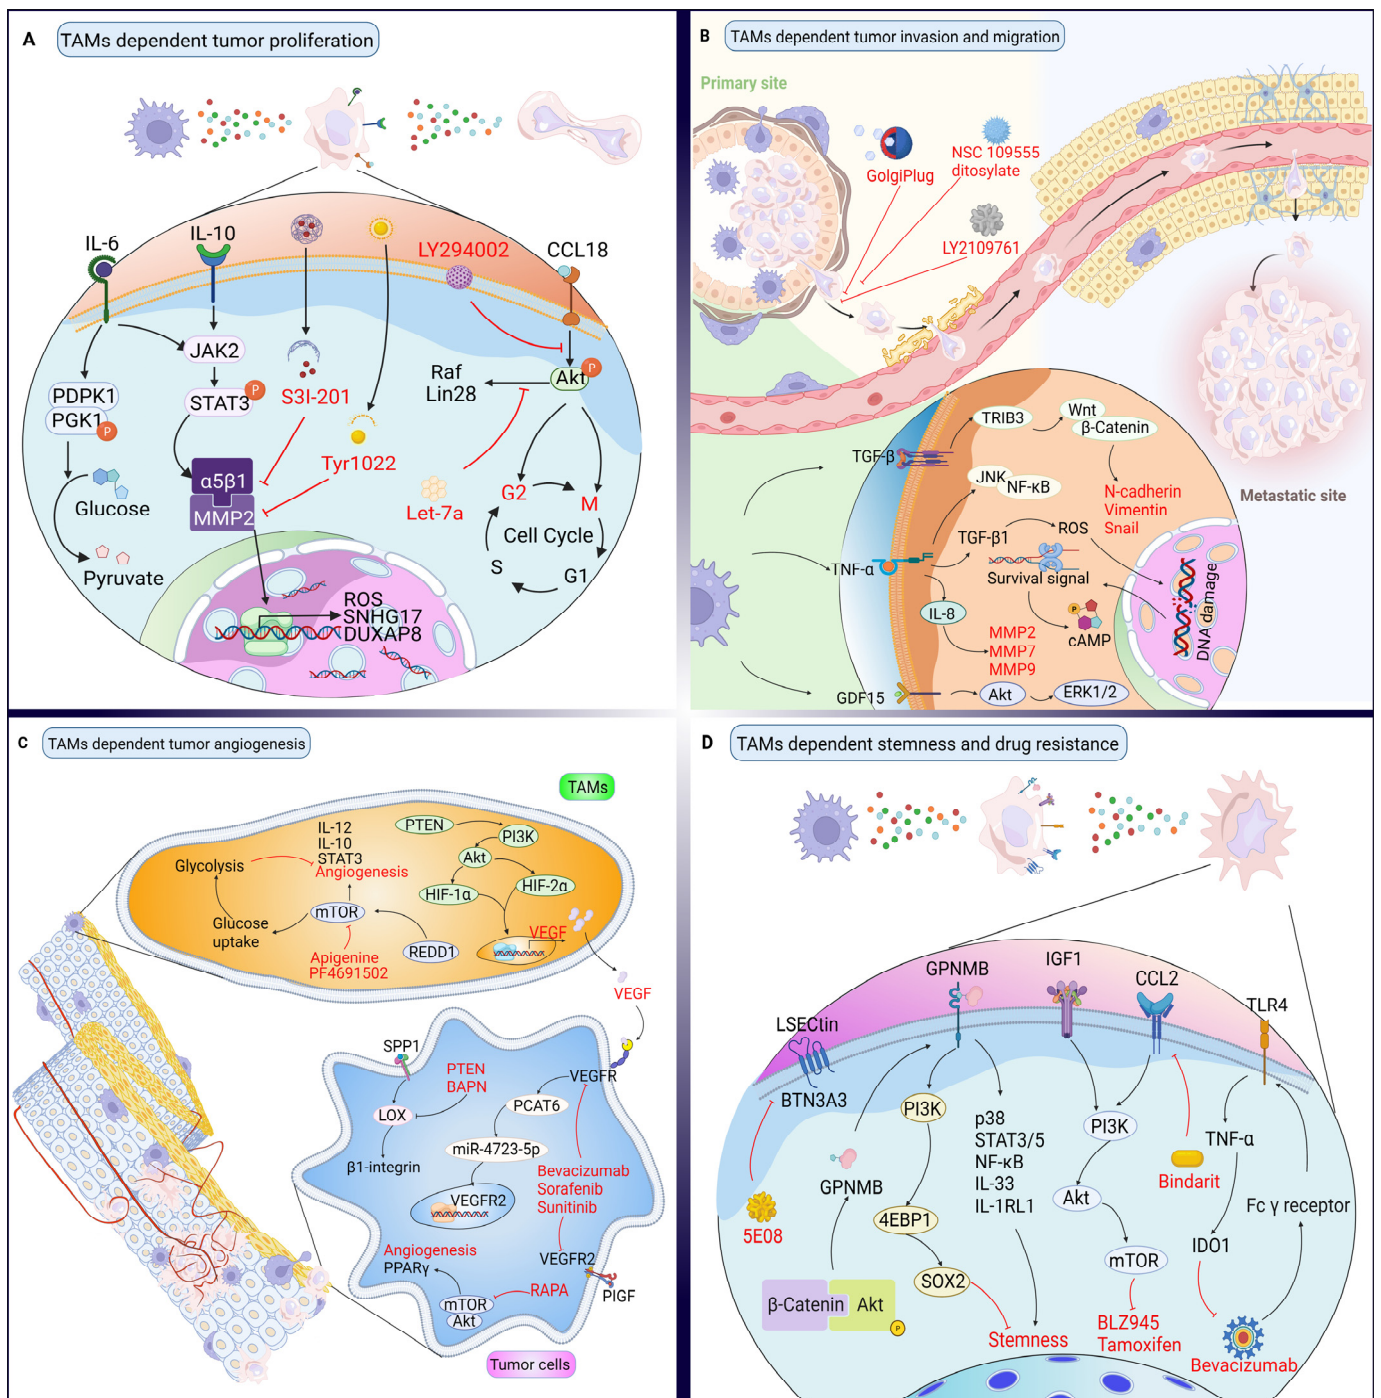 A
TAMs dependent tumor proliferation
IL-6
IL-10
LY294002
CCL18
JAK2
Raf
Lin28
Akt
P
PDPK1
PGK1
P
STAT3
P
S3I-201
Tyr1022
α5β1
MMP2
Let-7a
Glucose
Pyruvate
G2
M
Cell Cycle
S
G1
ROS
SNHG17
DUXAP8
B
TAMs dependent tumor invasion and migration
Primary site
GolgiPlug
NSC 109555
ditosylate
LY2109761
Metastatic site
TGF-β
TRIB3
Wnt
β-Catenin
JNK
NF-κB
N-cadherin
Vimentin
Snail
TNF-α
TGF-β1
ROS
Survival signal
IL-8
P
cAMP
DNA damage
MMP2
MMP7
MMP9
GDF15
Akt
ERK1/2
C
TAMs dependent tumor angiogenesis
TAMs
IL-12
IL-10
STAT3
Angiogenesis
Glycolysis
PTEN
PI3K
Akt
HIF-1α
HIF-2α
mTOR
Glucose
uptake
VEGF
REDD1
Apigenine
PF4691502
VEGF
SPP1
PTEN
BAPN
VEGFR
LOX
PCAT6
miR-4723-5p
β1-integrin
VEGFR2
Bevacizumab
Sorafenib
Sunitinib
Angiogenesis
PPARγ
VEGFR2
RAPA
PIGF
mTOR
Akt
Tumor cells
D
TAMs dependent stemness and drug resistance
GPNMB
IGF1
CCL2
TLR4
LSECtin
BTN3A3
PI3K
p38
STAT3/5
NF-κB
IL-33
IL-1RL1
PI3K
TNF-α
Bindarit
GPNMB
Akt
Fc γ receptor
5E08
4EBP1
IDO1
mTOR
SOX2
β-Catenin
Akt
P
Stemness
BLZ945
Tamoxifen
Bevacizumab